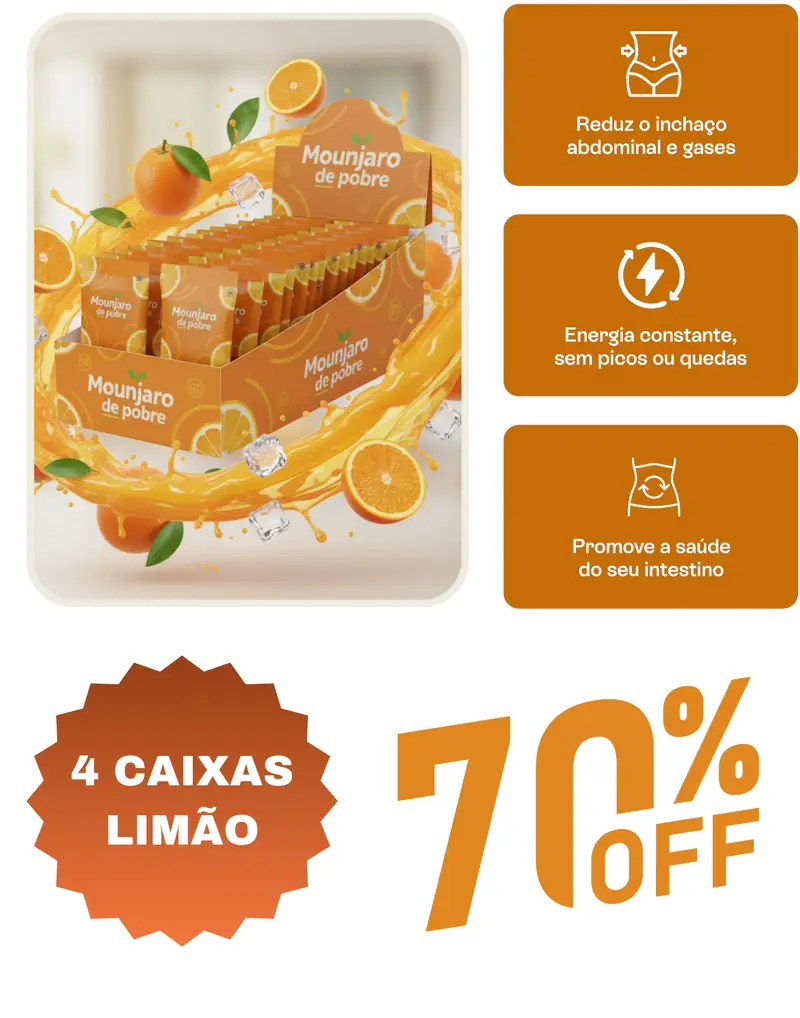 Mounjaro
de pobre
Mounjaro
de pobre
Mounjaro
de pobre
Mounjaro
de pobre
Mounjaro
de pobre
Reduz o inchaço
abdominal e gases
Energia constante,
sem picos ou quedas
Promove a saúde
do seu intestino
4 CAIXAS
LIMÃO
70%
OFF